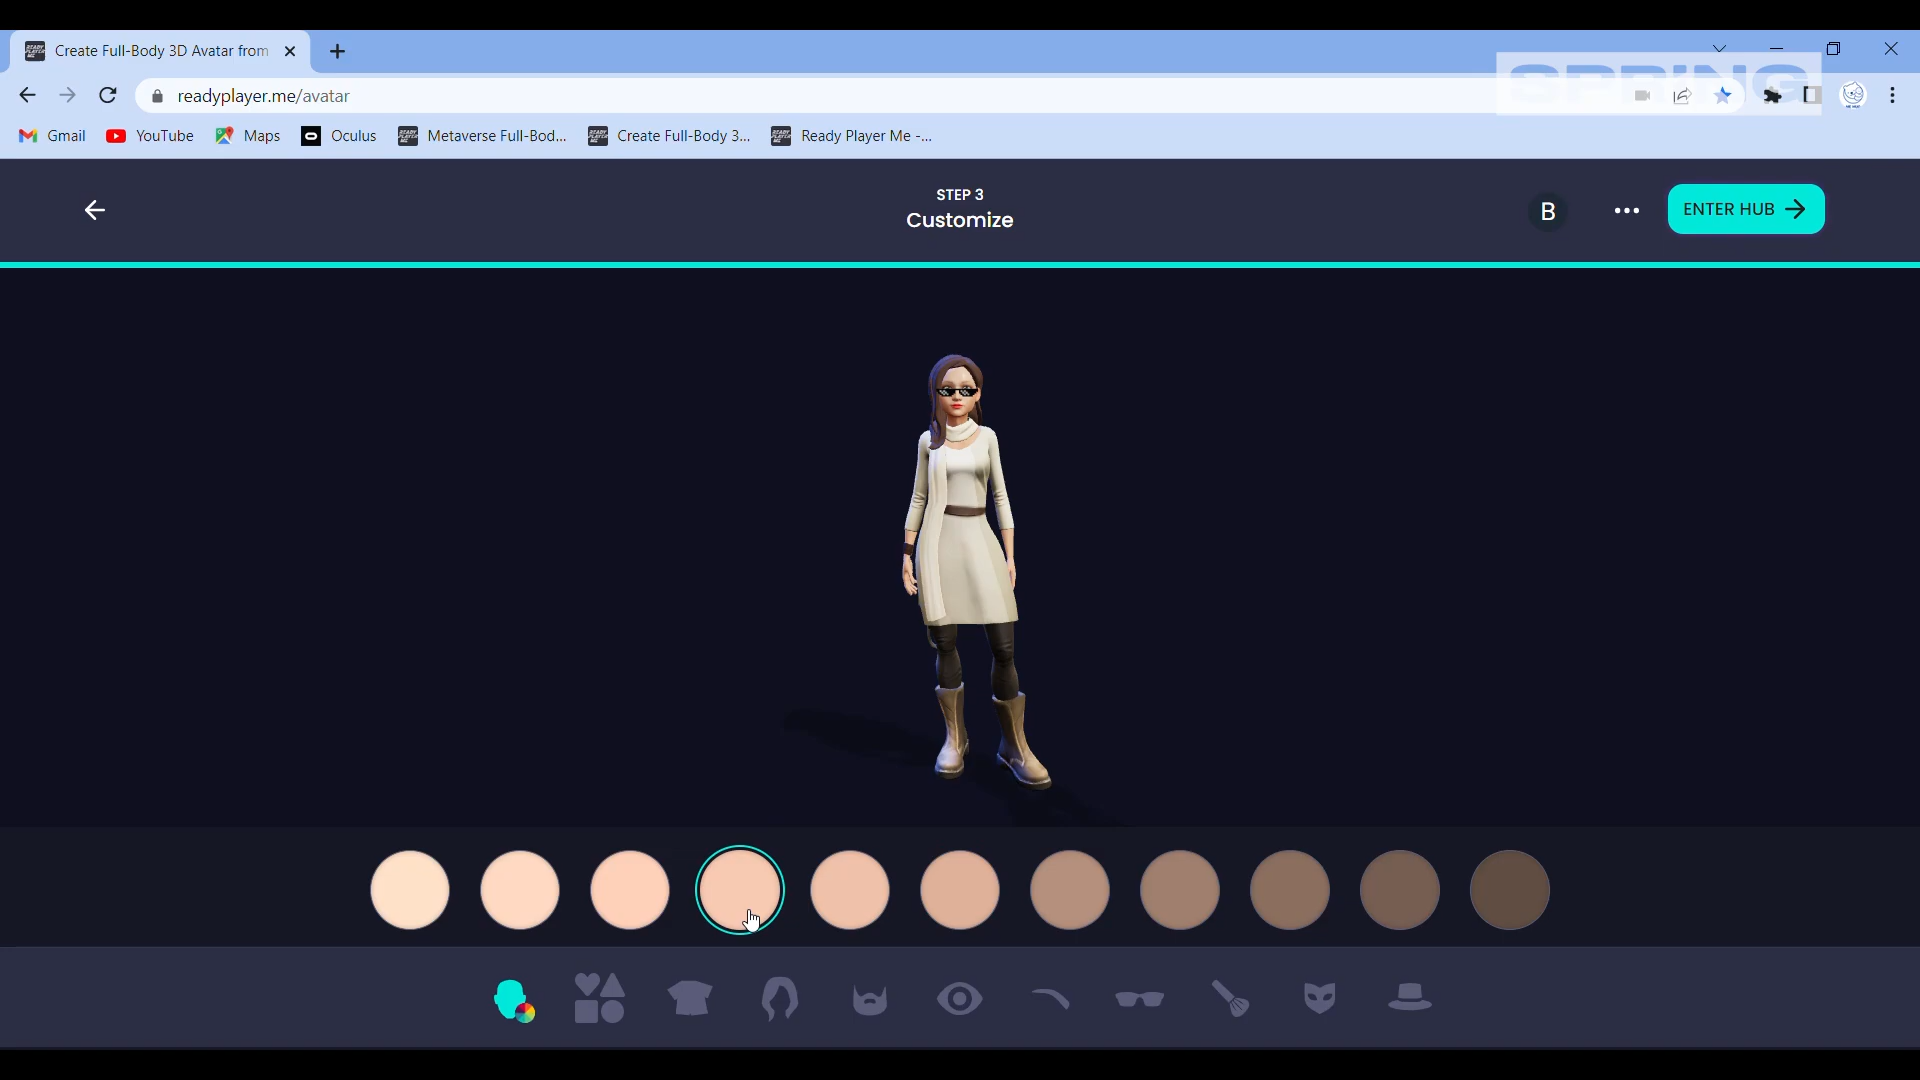 Create Full-Body 3D Avatar from
SPRING
readyplayer.me/avatar
Gmail
YouTube
Maps
Oculus
Metaverse Full-Bod...
Create Full-Body 3...
Ready Player Me -...
STEP 3
Customize
B
ENTER HUB